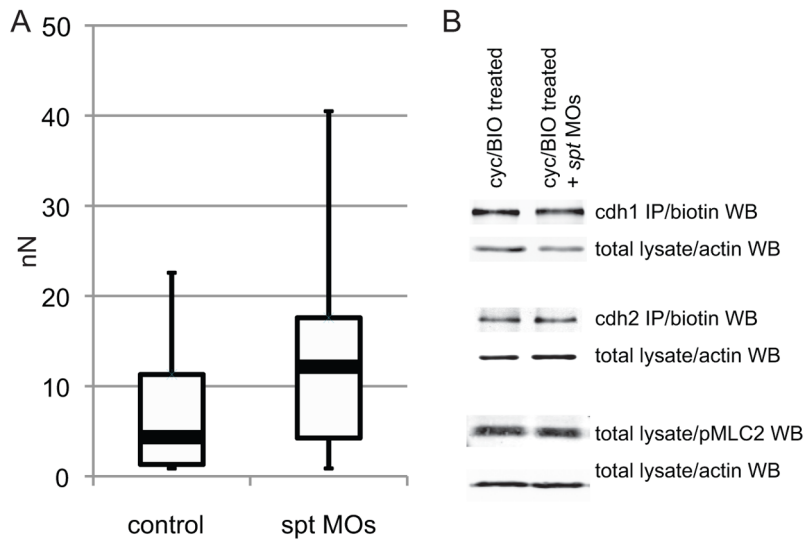 A
50
40
30
20
10
0
nN
control
spt MOs
B
cyc/BIO treated
cyc/BIO treated
+ spt MOs
cdh1 IP/biotin WB
total lysate/actin WB
cdh2 IP/biotin WB
total lysate/actin WB
total lysate/pMLC2 WB
total lysate/actin WB